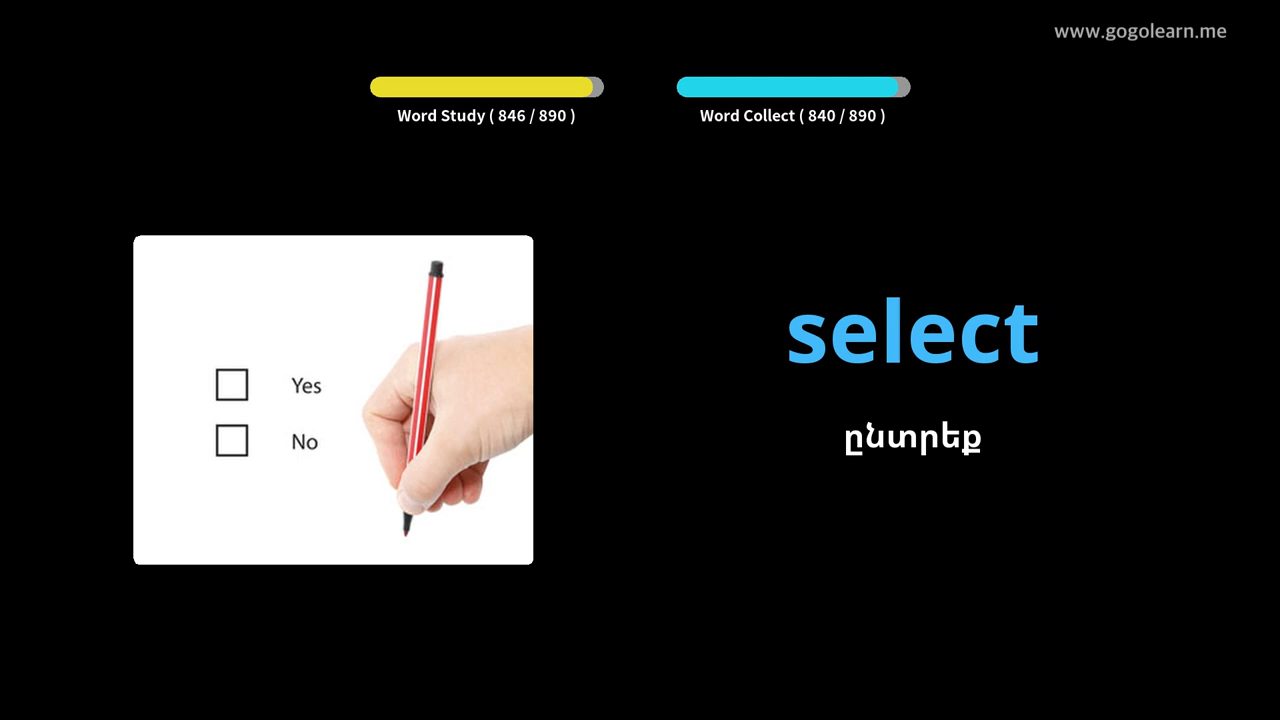 www.gogolearn.me
Word Study ( 846 / 890 )
Word Collect ( 840 / 890 )
Yes
No
select
ընտրեք